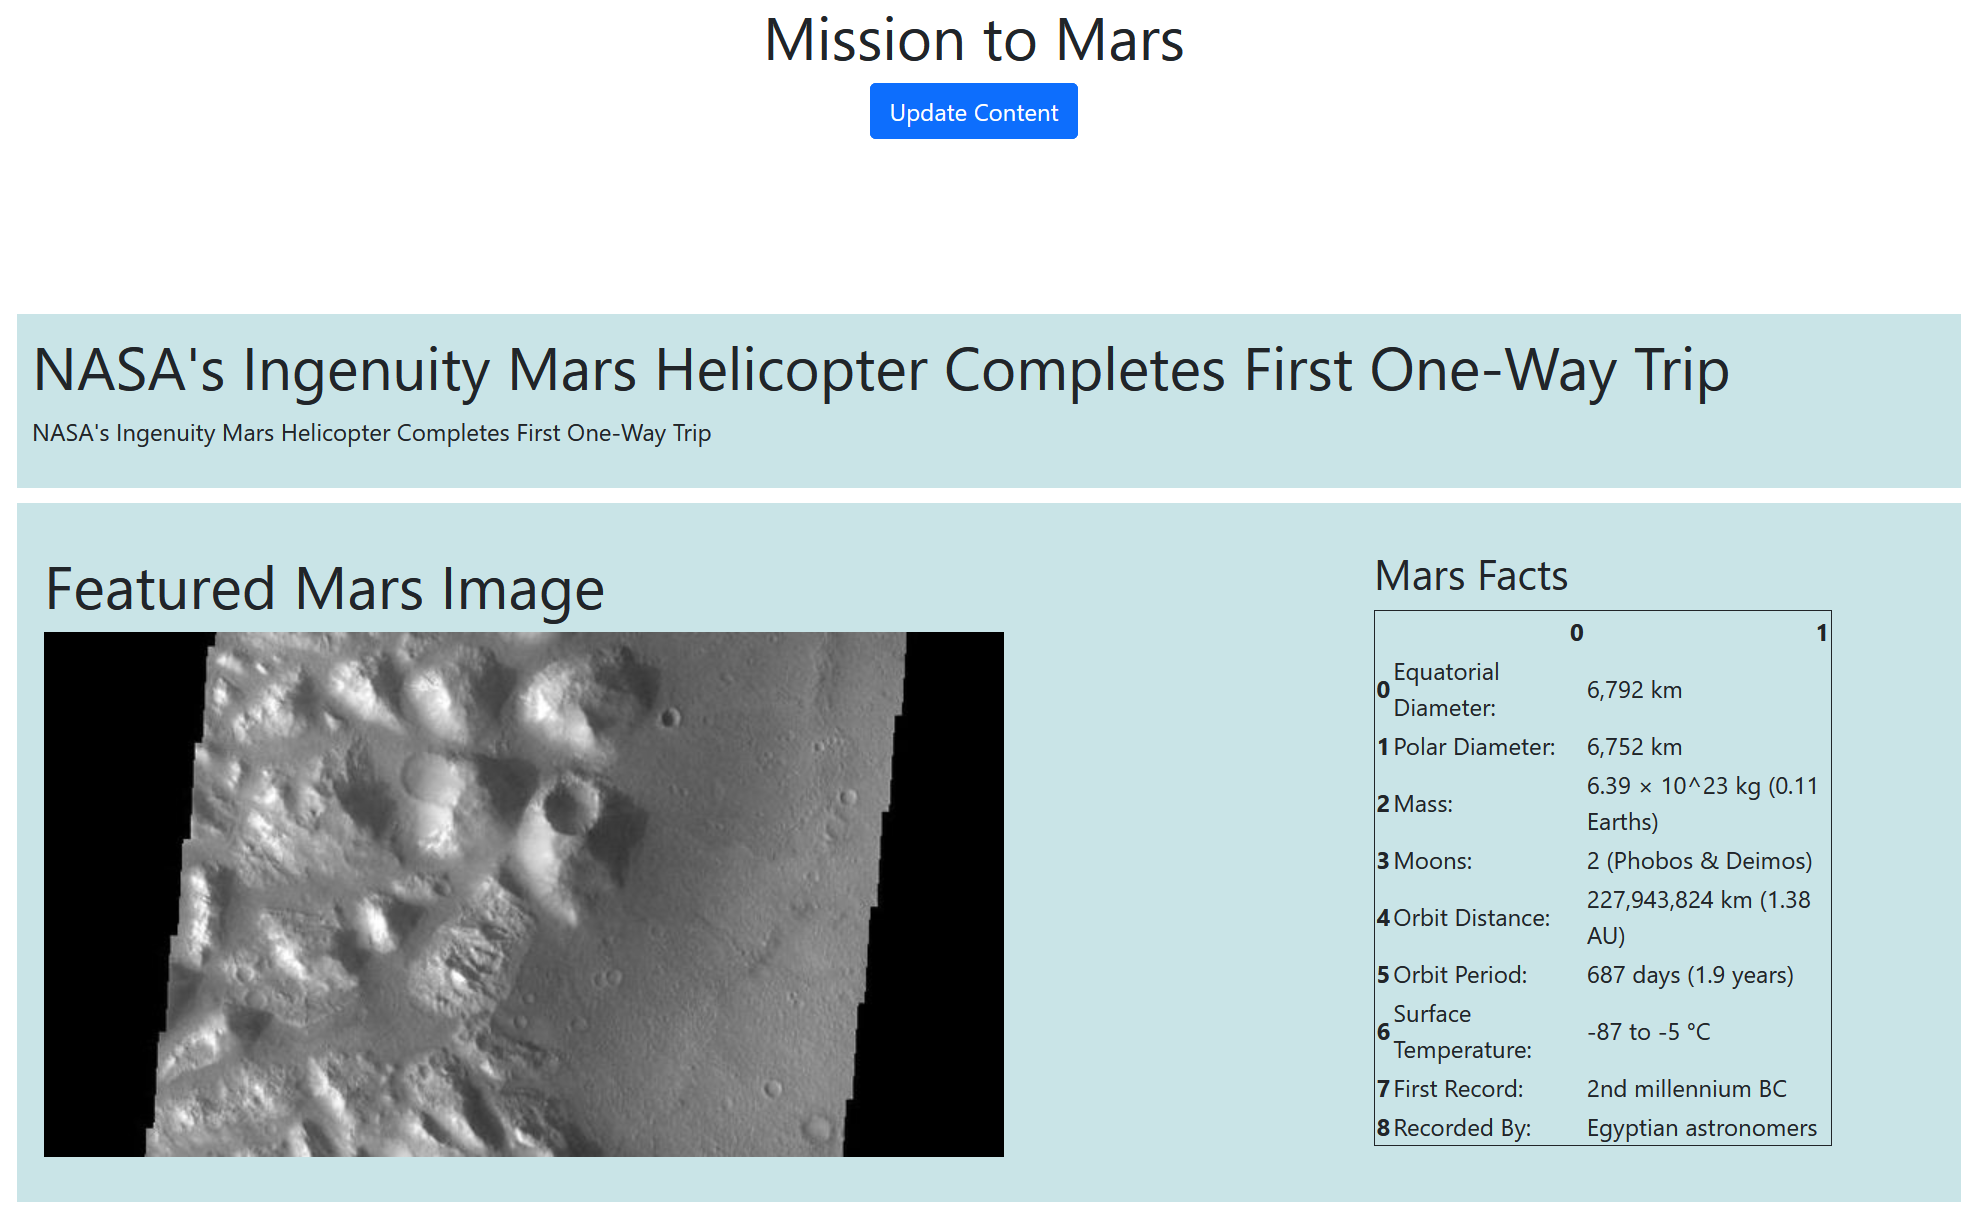 Mission to Mars
Update Content
NASA's Ingenuity Mars Helicopter Completes First One-Way Trip
NASA's Ingenuity Mars Helicopter Completes First One-Way Trip
Featured Mars Image
Mars Facts
0 1
0 Equatorial Diameter: 6,792 km
1 Polar Diameter: 6,752 km
2 Mass: 6.39 × 10^23 kg (0.11 Earths)
3 Moons: 2 (Phobos & Deimos)
4 Orbit Distance: 227,943,824 km (1.38 AU)
5 Orbit Period: 687 days (1.9 years)
6 Surface Temperature: -87 to -5 °C
7 First Record: 2nd millennium BC
8 Recorded By: Egyptian astronomers